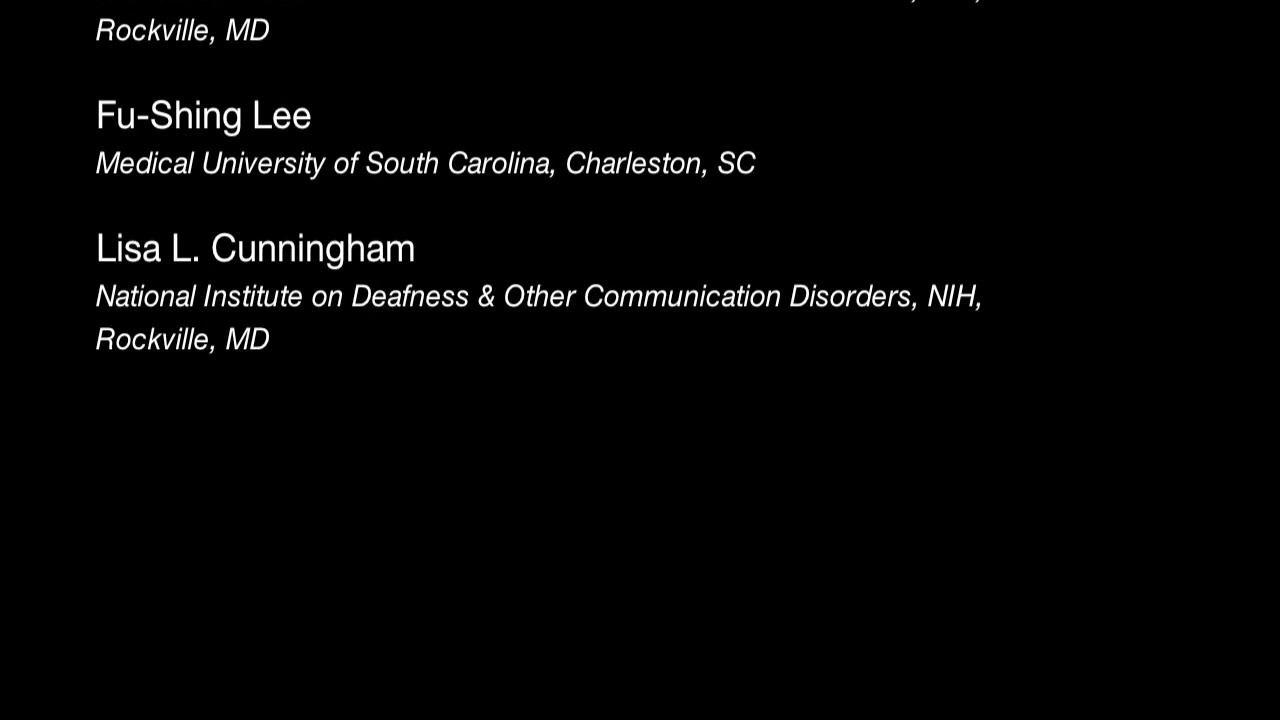 Rockville, MD
Fu-Shing Lee
Medical University of South Carolina, Charleston, SC
Lisa L. Cunningham
National Institute on Deafness & Other Communication Disorders, NIH,
Rockville, MD